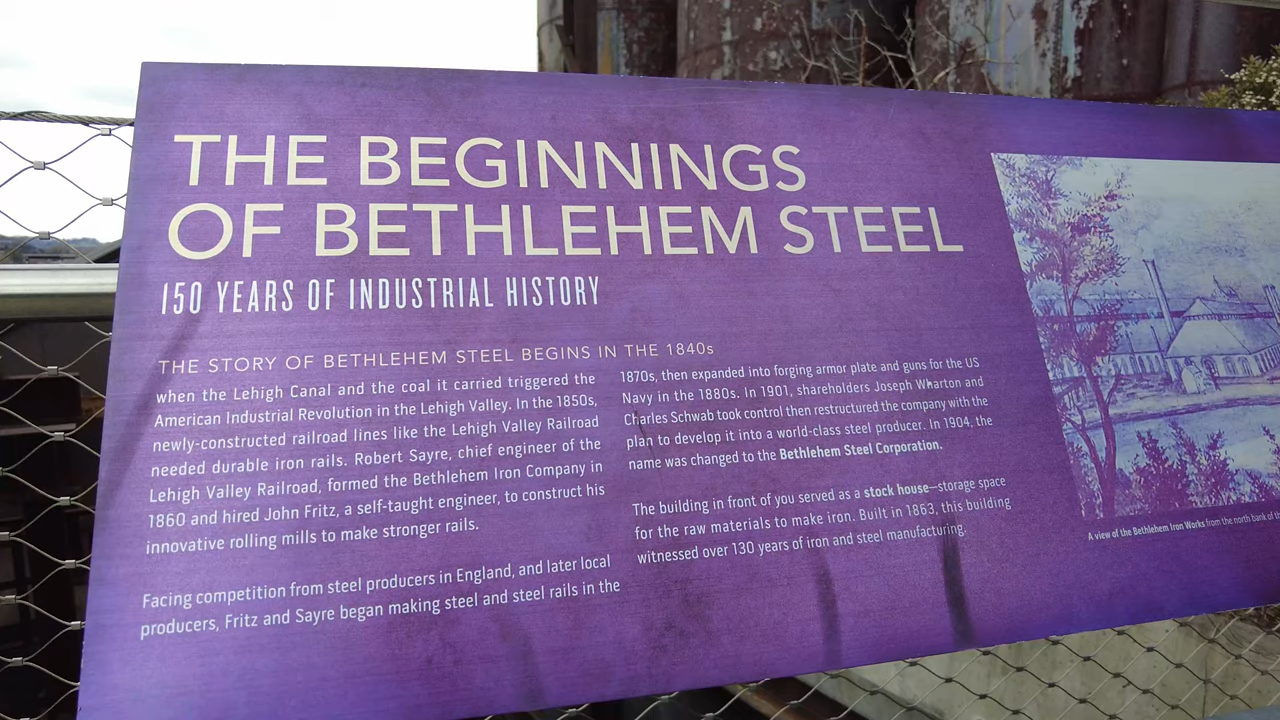 THE BEGINNINGS
OF BETHLEHEM STEEL
150 YEARS OF INDUSTRIAL HISTORY
THE STORY OF BETHLEHEM STEEL BEGINS IN THE 1840s
when the Lehigh Canal and the coal it carried triggered the
American Industrial Revolution in the Lehigh Valley. In the 1850s,
newly-constructed railroad lines like the Lehigh Valley Railroad
needed durable iron rails. Robert Sayre, chief engineer of the
Lehigh Valley Railroad, formed the Bethlehem Iron Company in
1860 and hired John Fritz, a self-taught engineer, to construct his
innovative rolling mills to make stronger rails.
Facing competition from steel producers in England, and later local
producers, Fritz and Sayre began making steel and steel rails in the
1870s, then expanded into forging armor plate and guns for the US
Navy in the 1880s. In 1901, shareholders Joseph Wharton and
Charles Schwab took control then restructured the company with the
plan to develop it into a world-class steel producer. In 1904, the
name was changed to the Bethlehem Steel Corporation.
The building in front of you served as a stock house—storage space
for the raw materials to make iron. Built in 1863, this building
witnessed over 130 years of iron and steel manufacturing.
A view of the Bethlehem Iron Works from the north bank of